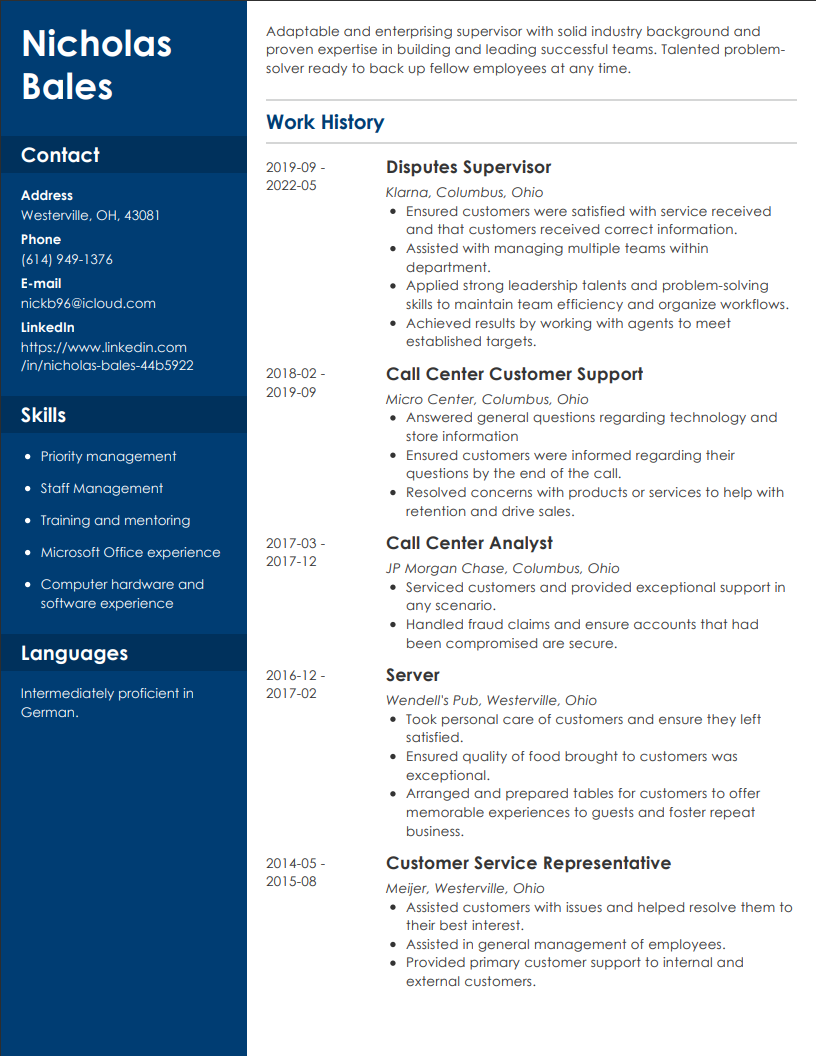 Nicholas
Bales
Contact
Address
Westerville, OH, 43081
Phone
(614) 949-1376
E-mail
nickb96@icloud.com
LinkedIn
https://www.linkedin.com
/in/nicholas-bales-44b5922
Skills
• Priority management
• Staff Management
• Training and mentoring
• Microsoft Office experience
• Computer hardware and
software experience
Languages
Intermediately proficient in
German.
Adaptable and enterprising supervisor with solid industry background and
proven expertise in building and leading successful teams. Talented problem-
solver ready to back up fellow employees at any time.
Work History
2019-09 -
2022-05
Disputes Supervisor
Klarna, Columbus, Ohio
• Ensured customers were satisfied with service received
and that customers received correct information.
• Assisted with managing multiple teams within
department.
• Applied strong leadership talents and problem-solving
skills to maintain team efficiency and organize workflows.
• Achieved results by working with agents to meet
established targets.
2018-02 -
2019-09
Call Center Customer Support
Micro Center, Columbus, Ohio
• Answered general questions regarding technology and
store information
• Ensured customers were informed regarding their
questions by the end of the call.
• Resolved concerns with products or services to help with
retention and drive sales.
2017-03 -
2017-12
Call Center Analyst
JP Morgan Chase, Columbus, Ohio
• Serviced customers and provided exceptional support in
any scenario.
• Handled fraud claims and ensure accounts that had
been compromised are secure.
2016-12 -
2017-02
Server
Wendell's Pub, Westerville, Ohio
• Took personal care of customers and ensure they left
satisfied.
• Ensured quality of food brought to customers was
exceptional.
• Arranged and prepared tables for customers to offer
memorable experiences to guests and foster repeat
business.
2014-05 -
2015-08
Customer Service Representative
Meijer, Westerville, Ohio
• Assisted customers with issues and helped resolve them to
their best interest.
• Assisted in general management of employees.
• Provided primary customer support to internal and
external customers.